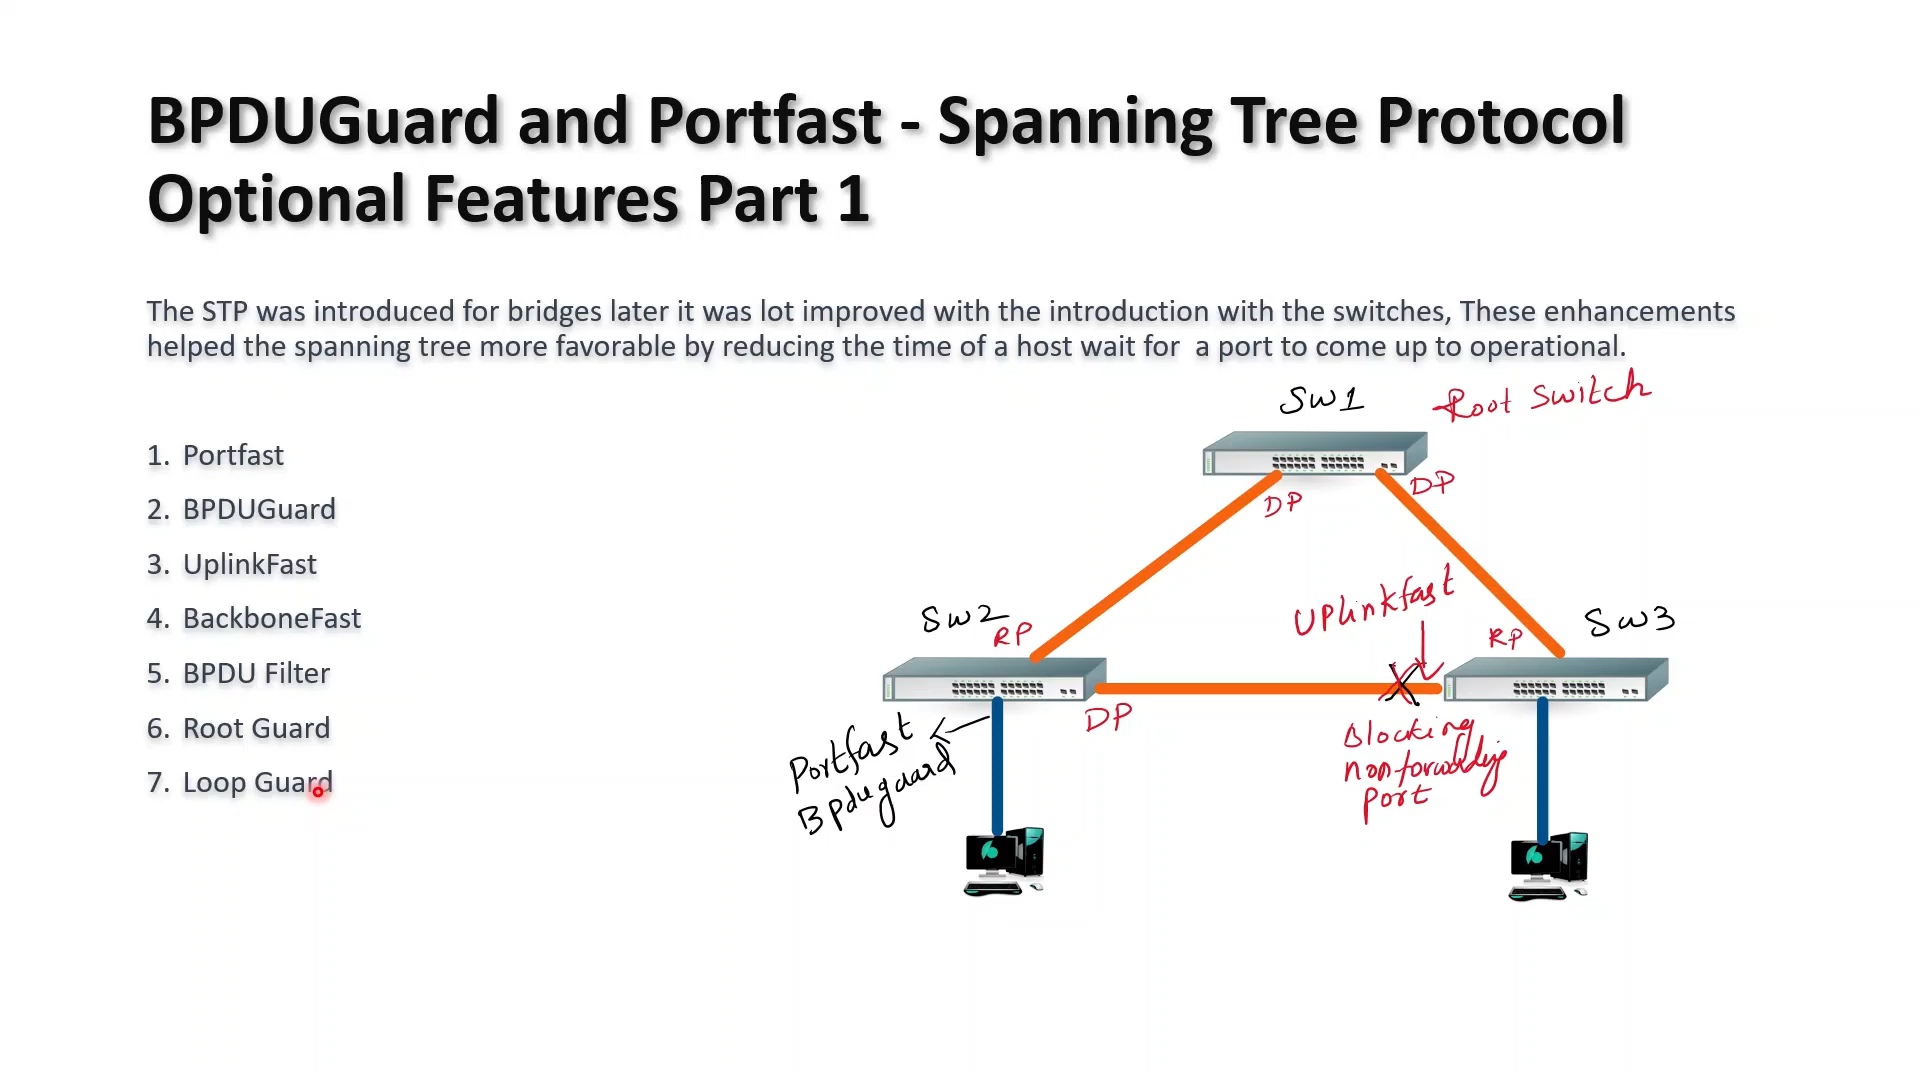 BPDUGuard and Portfast - Spanning Tree Protocol
Optional Features Part 1
The STP was introduced for bridges later it was lot improved with the introduction with the switches, These enhancements
helped the spanning tree more favorable by reducing the time of a host wait for a port to come up to operational.
1. Portfast
2. BPDUGuard
3. UplinkFast
4. BackboneFast
5. BPDU Filter
6. Root Guard
7. Loop Guard
SW1
Root Switch
DP
DP
UPlinkfast
SW2
RP
RP
SW3
DP
Portfast
Bpduguard
Blocking
nonforwading
port